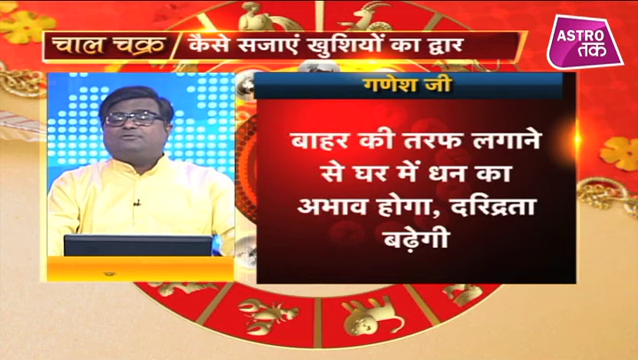 चाल चक्र कैसे सजाएं खुशियों का द्वार
ASTRO
तक
गणेश जी
बाहर की तरफ लगाने
से घर में धन का
अभाव होगा, दरिद्रता
बढ़ेगी